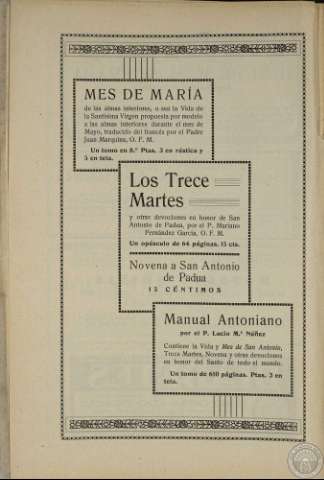 MES DE MARÍA
de las almas interiores, o sea la Vida de
la Santísima Virgen propuesta por modelo
a las almas interiores durante el mes de
Mayo, traducido del francés por el Padre
Juan Marquina, O. F. M.
Un tomo en 8.º Ptas. 3 en rústica y
5 en tela.
Los Trece
Martes
y otras devociones en honor de San
Antonio de Padua, por el P. Mariano
Fernández García, O. F. M.
Un opúsculo de 64 páginas, 15 cts.
Novena a San Antonio
de Padua
15 CÉNTIMOS
Manual Antoniano
por el P. Lucio M.ª Núñez
Contiene la Vida y Mes de San Antonio,
Trece Martes, Novena y otras devociones
en honor del Santo de todo el mundo.
Un tomo de 610 páginas. Ptas. 3 en
tela.